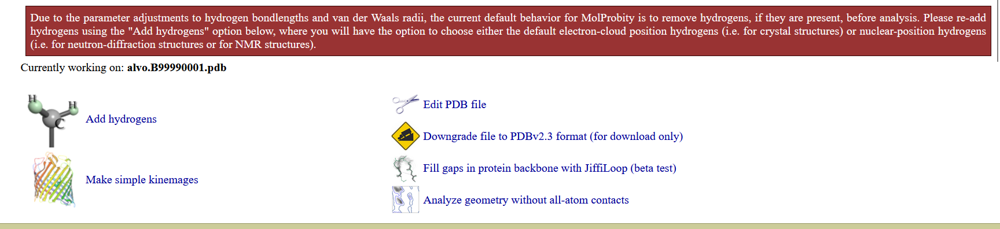 Due to the parameter adjustments to hydrogen bondlengths and van der Waals radii, the current default behavior for MolProbity is to remove hydrogens, if they are present, before analysis. Please re-add
hydrogens using the "Add hydrogens" option below, where you will have the option to choose either the default electron-cloud position hydrogens (i.e. for crystal structures) or nuclear-position hydrogens
(i.e. for neutron-diffraction structures or for NMR structures).
Currently working on: alvo.B99990001.pdb
H
H
C
Add hydrogens
Make simple kinemages
Edit PDB file
Downgrade file to PDBv2.3 format (for download only)
Fill gaps in protein backbone with JiffiLoop (beta test)
Analyze geometry without all-atom contacts